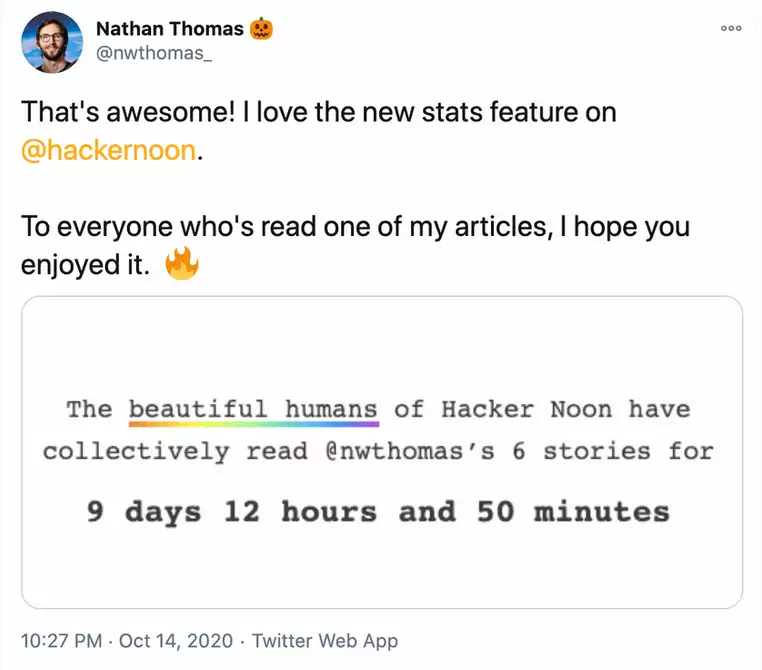 Nathan Thomas 🎃
@nwthomas_
That's awesome! I love the new stats feature on
@hackernoon.
To everyone who's read one of my articles, I hope you
enjoyed it. 🔥
The beautiful humans of Hacker Noon have
collectively read @nwthomas's 6 stories for
9 days 12 hours and 50 minutes
10:27 PM · Oct 14, 2020 · Twitter Web App